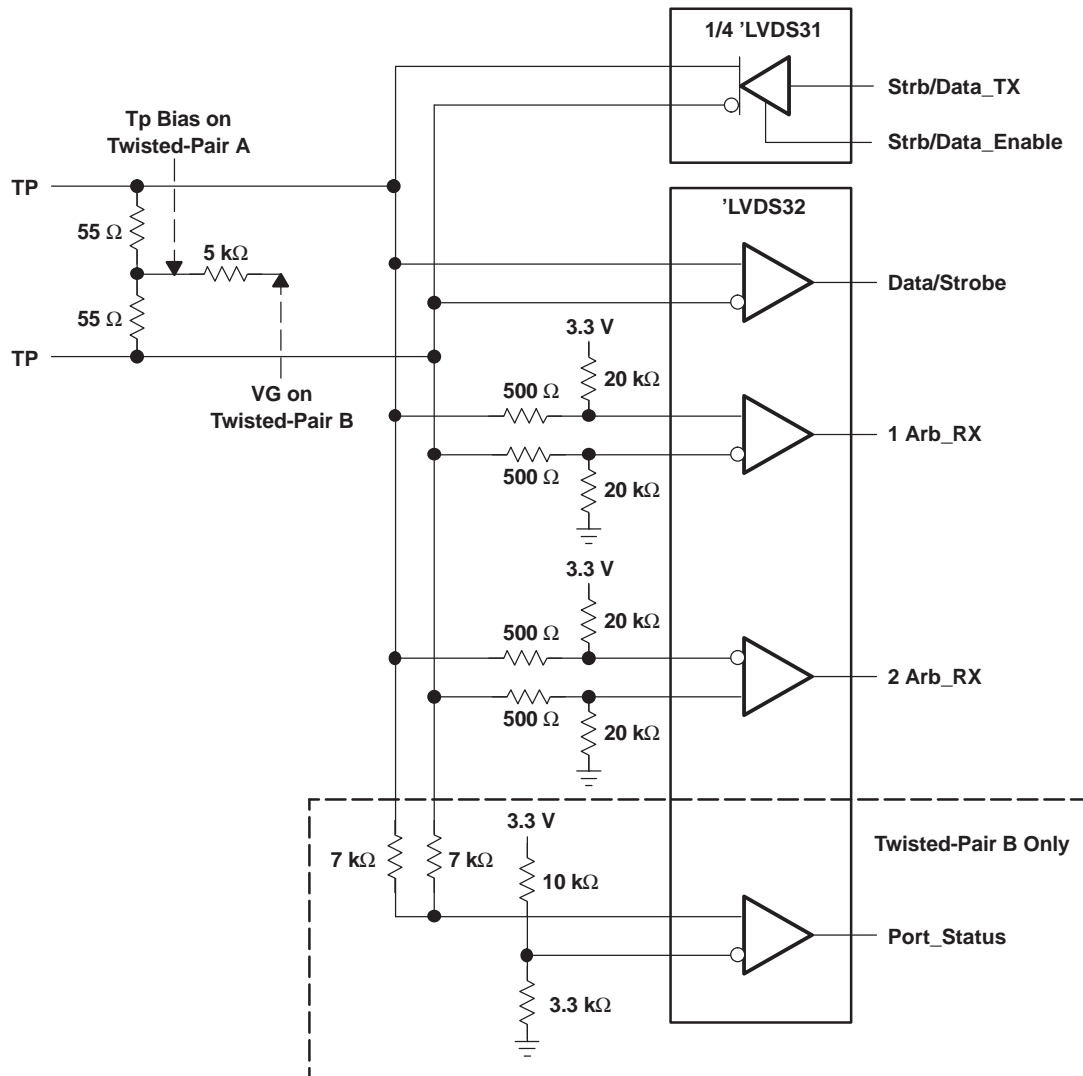 1/4 ’LVDS31
Strb/Data_TX
Strb/Data_Enable
Tp Bias on
Twisted-Pair A
TP
55 Ω
5 kΩ
55 Ω
TP
VG on
Twisted-Pair B
’LVDS32
Data/Strobe
3.3 V
20 kΩ
500 Ω
1 Arb_RX
500 Ω
20 kΩ
3.3 V
20 kΩ
500 Ω
2 Arb_RX
500 Ω
20 kΩ
3.3 V
Twisted-Pair B Only
7 kΩ
7 kΩ
10 kΩ
Port_Status
3.3 kΩ